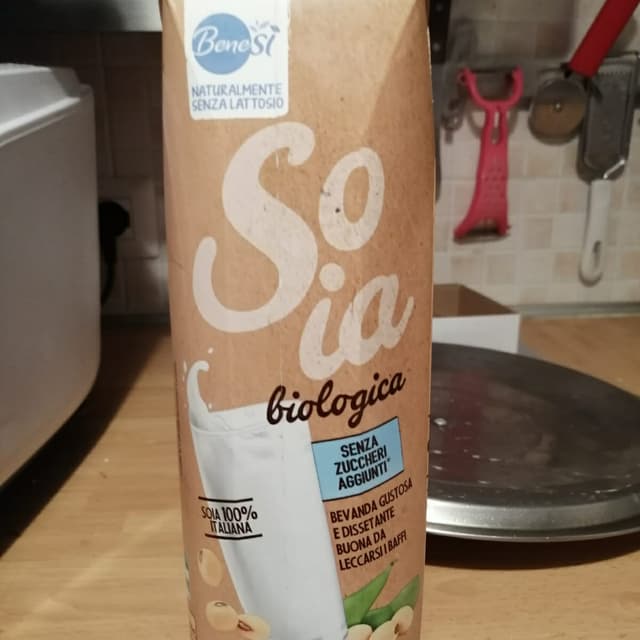 BeneSì
NATURALMENTE
SENZA LATTOSIO
So
ia
biologica
SENZA
ZUCCHERI
AGGIUNTI*
SOIA 100%
ITALIANA
BEVANDA GUSTOSA
E DISSETANTE
BUONA DA
LECCARSI I BAFFI